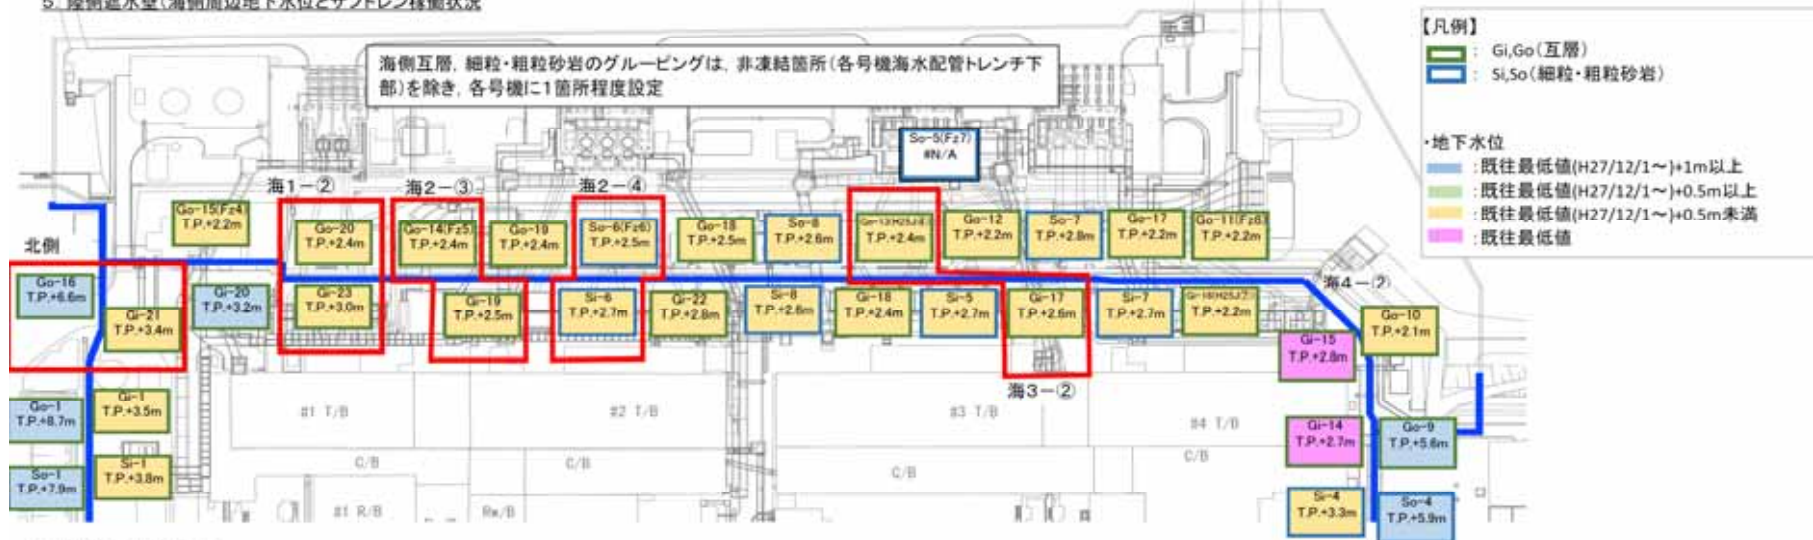 5. 陸側遮水壁(海側周辺地下水位とサブドレン稼働状況
海側互層, 細粒・粗粒砂岩のグルーピングは, 非凍結箇所(各号機海水配管トレンチ下
部)を除き, 各号機に1箇所程度設定
【凡例】
: Gi,Go(互層)
: Si,So(細粒・粗粒砂岩)
・地下水位
:既往最低値(H27/12/1~)+1m以上
:既往最低値(H27/12/1~)+0.5m以上
:既往最低値(H27/12/1~)+0.5m未満
:既往最低値
So-5(Fz7)
#N/A
海1-②
海2-③
海2-④
北側
Go-15(Fz4)
T.P.+2.2m
Go-20
T.P.+2.4m
Go-14(Fz5)
T.P.+2.4m
Go-19
T.P.+2.4m
So-6(Fz6)
T.P.+2.5m
Go-18
T.P.+2.5m
So-8
T.P.+2.6m
T.P.+2.4m
Go-12
T.P.+2.2m
So-7
T.P.+2.8m
Go-17
T.P.+2.2m
Go-11(Fz8)
T.P.+2.2m
Go-16
T.P.+6.6m
Gi-21
T.P.+3.4m
Gi-20
T.P.+3.2m
Gi-23
T.P.+3.0m
Gi-19
T.P.+2.5m
Si-6
T.P.+2.7m
Gi-22
T.P.+2.8m
Si-8
T.P.+2.6m
Gi-18
T.P.+2.4m
Si-5
T.P.+2.7m
Gi-17
T.P.+2.6m
Si-7
T.P.+2.7m
T.P.+2.2m
海4-②
Go-10
T.P.+2.1m
Gi-15
T.P.+2.8m
海3-②
Go-1
T.P.+8.7m
Gi-1
T.P.+3.5m
#1 T/B
#2 T/B
#3 T/B
#4 T/B
Gi-14
T.P.+2.7m
Go-9
T.P.+5.6m
So-1
T.P.+7.9m
Si-1
T.P.+3.8m
C/B
C/B
C/B
C/B
Si-4
T.P.+3.3m
So-4
T.P.+5.9m
#1 R/B
Rw/B